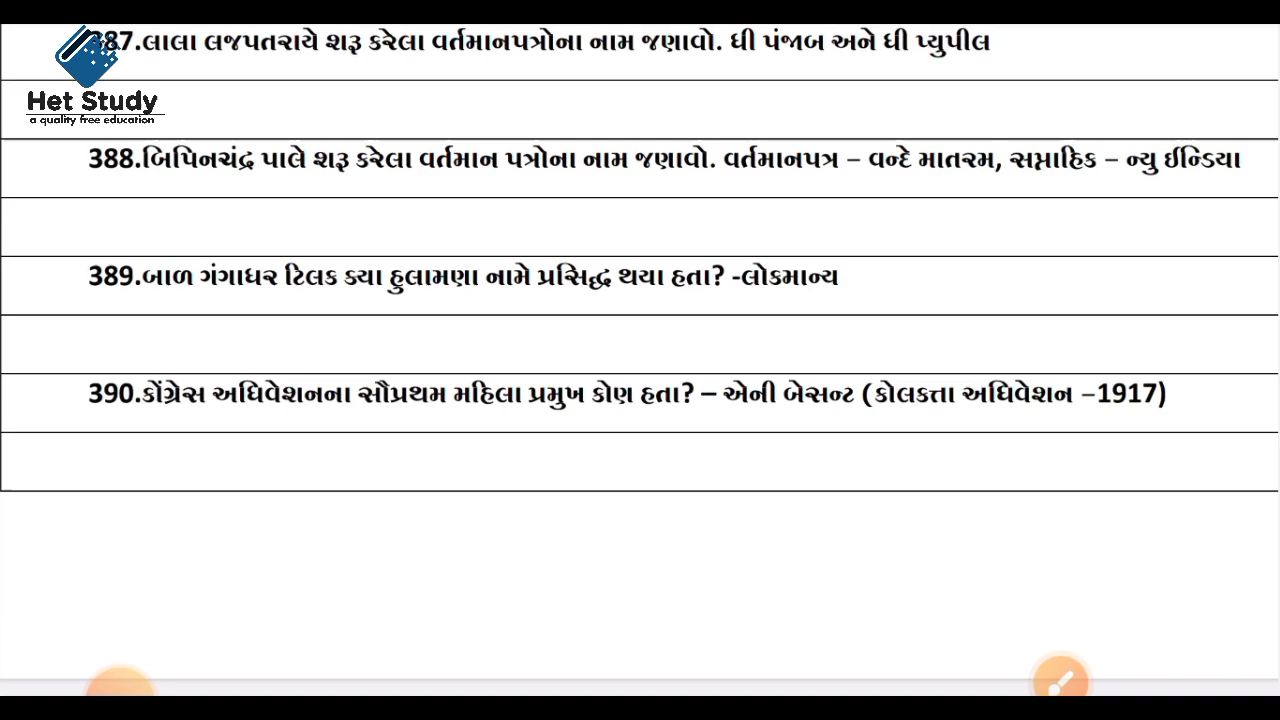 387.લાલા લજપતરાયે શરૂ કરેલા વર્તમાનપત્રોના નામ જણાવો. ધી પંજાબ અને ધી પ્યુપીલ
Het Study
a quality free education
388.બિપિનચંદ્ર પાલે શરૂ કરેલા વર્તમાન પત્રોના નામ જણાવો. વર્તમાનપત્ર – વન્દે માતરમ, સપ્તાહિક – ન્યુ ઈન્ડિયા
389.બાળ ગંગાધર ટિલક ક્યા હુલામણા નામે પ્રસિદ્ધ થયા હતા? -લોકમાન્ય
390.કોંગ્રેસ અધિવેશનના સૌપ્રથમ મહિલા પ્રમુખ કોણ હતા? – એની બેસન્ટ (કોલકત્તા અધિવેશન –1917)